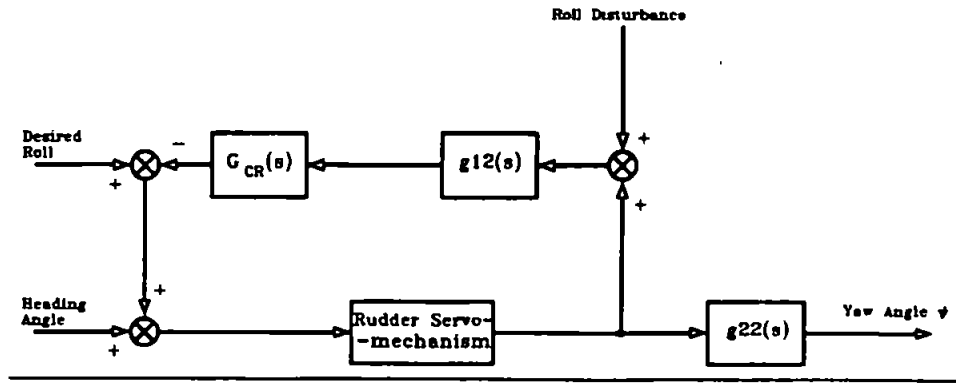 Roll Disturbance
+
Desired
Roll
−
G CR(s)
g12(s)
+
+
+
Heading
Angle
+
+
Rudder Servo-
-mechanism
g22(s)
Yaw Angle ψ